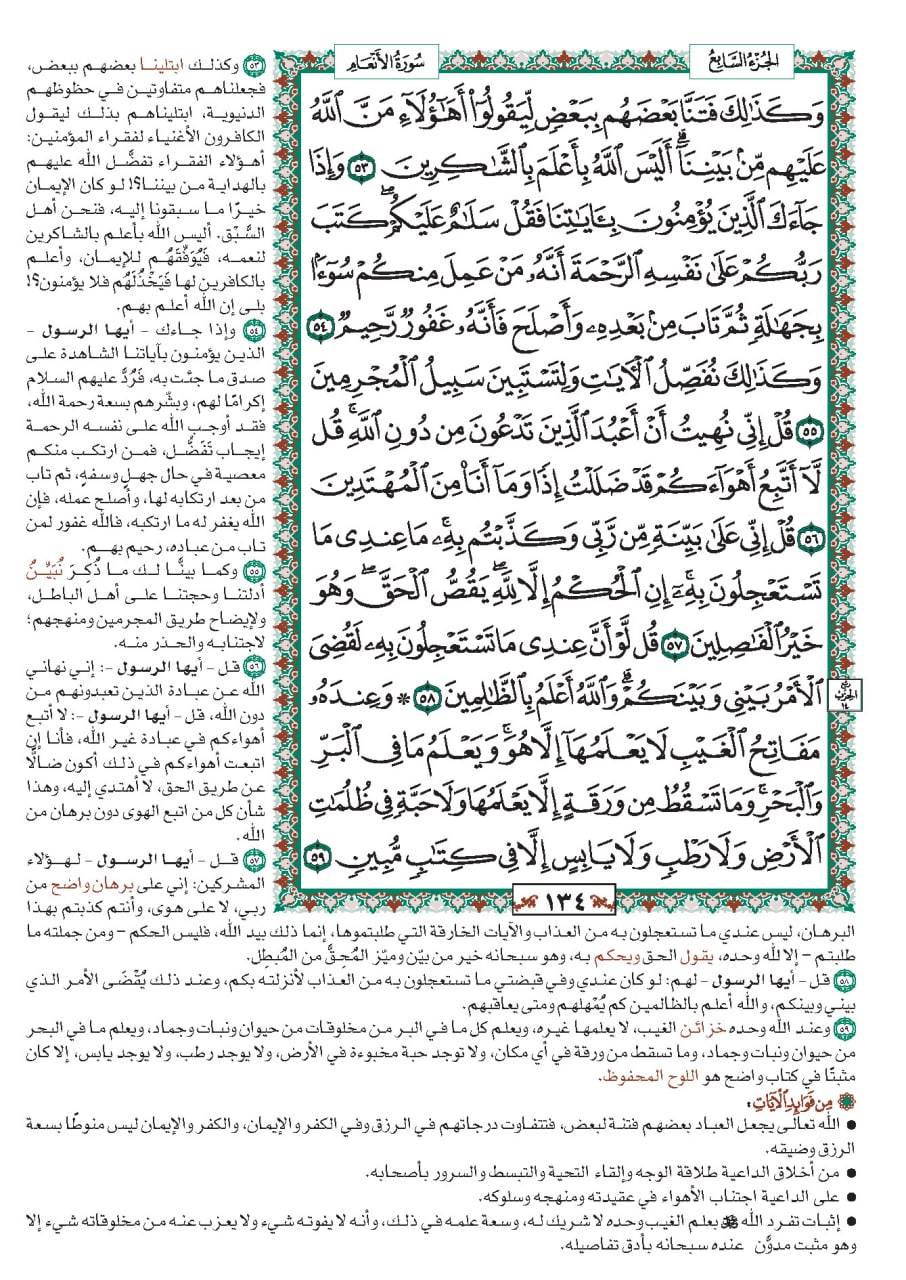 الجزء السابع
سورة الأنعام
وَكَذَٰلِكَ فَتَنَّا بَعْضَهُم بِبَعْضٍ لِّيَقُولُوٓا۟ أَهَـٰٓؤُلَآءِ مَنَّ ٱللَّهُ
عَلَيْهِم مِّنۢ بَيْنِنَآ ۗ أَلَيْسَ ٱللَّهُ بِأَعْلَمَ بِٱلشَّـٰكِرِينَ ٥٣ وَإِذَا
جَآءَكَ ٱلَّذِينَ يُؤْمِنُونَ بِـَٔايَـٰتِنَا فَقُلْ سَلَـٰمٌ عَلَيْكُمْ ۖ كَتَبَ
رَبُّكُمْ عَلَىٰ نَفْسِهِ ٱلرَّحْمَةَ ۖ أَنَّهُۥ مَنْ عَمِلَ مِنكُمْ سُوٓءًۢا
بِجَهَـٰلَةٍ ثُمَّ تَابَ مِنۢ بَعْدِهِۦ وَأَصْلَحَ فَأَنَّهُۥ غَفُورٌ رَّحِيمٌ ٥٤
وَكَذَٰلِكَ نُفَصِّلُ ٱلْـَٔايَـٰتِ وَلِتَسْتَبِينَ سَبِيلُ ٱلْمُجْرِمِينَ
٥٥ قُلْ إِنِّى نُهِيتُ أَنْ أَعْبُدَ ٱلَّذِينَ تَدْعُونَ مِن دُونِ ٱللَّهِ ۚ قُل
لَّآ أَتَّبِعُ أَهْوَآءَكُمْ ۙ قَدْ ضَلَلْتُ إِذًا وَمَآ أَنَا۠ مِنَ ٱلْمُهْتَدِينَ
٥٦ قُلْ إِنِّى عَلَىٰ بَيِّنَةٍ مِّن رَّبِّى وَكَذَّبْتُم بِهِۦ ۚ مَا عِندِى مَا
تَسْتَعْجِلُونَ بِهِۦٓ ۚ إِنِ ٱلْحُكْمُ إِلَّا لِلَّهِ ۖ يَقُصُّ ٱلْحَقَّ ۖ وَهُوَ
خَيْرُ ٱلْفَـٰصِلِينَ ٥٧ قُل لَّوْ أَنَّ عِندِى مَا تَسْتَعْجِلُونَ بِهِۦ لَقُضِىَ
ٱلْأَمْرُ بَيْنِى وَبَيْنَكُمْ ۗ وَٱللَّهُ أَعْلَمُ بِٱلظَّـٰلِمِينَ ٥٨ ۞ وَعِندَهُۥ
مَفَاتِحُ ٱلْغَيْبِ لَا يَعْلَمُهَآ إِلَّا هُوَ ۚ وَيَعْلَمُ مَا فِى ٱلْبَرِّ
وَٱلْبَحْرِ ۚ وَمَا تَسْقُطُ مِن وَرَقَةٍ إِلَّا يَعْلَمُهَا وَلَا حَبَّةٍ فِى ظُلُمَـٰتِ
ٱلْأَرْضِ وَلَا رَطْبٍ وَلَا يَابِسٍ إِلَّا فِى كِتَـٰبٍ مُّبِينٍ ٥٩
ربع
الحزب
١٤
١٣٤
٥٣ وكذلك ابتلينا بعضهم ببعض،
فجعلناهم متفاوتين في حظوظهم
الدنيوية، ابتليناهم بذلك ليقول
الكافرون الأغنياء لفقراء المؤمنين:
أهؤلاء الفقراء تفضَّل الله عليهم
بالهداية من بيننا؟! لو كان الإيمان
خيرًا ما سبقونا إليه، فنحن أهل
السَّبْق. أليس الله بأعلم بالشاكرين
لنعمه، فَيُوَفِّقَهُم للإيمان، وأعلم
بالكافرين لها فَيَخْذُلَهُم فلا يؤمنون؟!
بلى إن الله أعلم بهم.
٥٤ وإذا جاءك - أيها الرسول -
الذين يؤمنون بآياتنا الشاهدة على
صدق ما جئت به، فَرُدَّ عليهم السلام
إكرامًا لهم، وبشِّرهم بسعة رحمة الله،
فقد أوجب الله على نفسه الرحمة
إيجاب تَفَضُّل، فمن ارتكب منكم
معصية في حال جهلٍ وسفهٍ، ثم تاب
من بعد ارتكابه لها، وأصلح عمله، فإن
الله يغفر له ما ارتكبه، فالله غفور لمن
تاب من عباده، رحيم بهم.
٥٥ وكما بينَّا لك ما ذُكِرَ نُبَيِّنُ
أدلتنا وحجتنا على أهل الباطل،
ولإيضاح طريق المجرمين ومنهجهم؛
لاجتنابه والحذر منه.
٥٦ قل - أيها الرسول -: إني نهاني
الله عن عبادة الذين تعبدونهم من
دون الله، قل - أيها الرسول -: لا أتبع
أهواءكم في عبادة غير الله، فأنا إن
اتبعت أهواءكم في ذلك أكون ضالًّا
عن طريق الحق، لا أهتدي إليه، وهذا
شأن كل من اتبع الهوى دون برهان من
الله.
٥٧ قل - أيها الرسول - لهؤلاء
المشركين: إني على برهان واضح من
ربي، لا على هوى، وأنتم كذبتم بهذا
البرهان، ليس عندي ما تستعجلون به من العذاب والآيات الخارقة التي طلبتموها، إنما ذلك بيد الله، فليس الحكم - ومن جملته ما
طلبتم - إلا لله وحده، يقول الحق ويحكم به، وهو سبحانه خير من بيّن وميّز المُحِقَّ من المُبطِل.
٥٨ قل - أيها الرسول - لهم: لو كان عندي وفي قبضتي ما تستعجلون به من العذاب لأنزلته بكم، وعند ذلك يُقْضَى الأمر الذي
بيني وبينكم، والله أعلم بالظالمين كم يُمْهِلهم ومتى يعاقبهم.
٥٩ وعند الله وحده خزائن الغيب، لا يعلمها غيره، ويعلم كل ما في البر من مخلوقات من حيوان ونبات وجماد، ويعلم ما في البحر
من حيوان ونبات وجماد، وما تسقط من ورقة في أي مكان، ولا توجد حبة مخبوءة في الأرض، ولا يوجد رطب، ولا يوجد يابس، إلا كان
مثبتًا في كتاب واضح هو اللوح المحفوظ.
من فوائد الآيات:
● الله تعالى يجعل العباد بعضهم فتنة لبعض، فتتفاوت درجاتهم في الرزق وفي الكفر والإيمان، والكفر والإيمان ليس منوطًا بسعة
الرزق وضيقه.
● من أخلاق الداعية طلاقة الوجه وإلقاء التحية والتبسط والسرور بأصحابه.
● على الداعية اجتناب الأهواء في عقيدته ومنهجه وسلوكه.
● إثبات تفرد الله ﷻ بعلم الغيب وحده لا شريك له، وسعة علمه في ذلك، وأنه لا يفوته شيء ولا يعزب عنه من مخلوقاته شيء إلا
وهو مثبت مدوَّن عنده سبحانه بأدق تفاصيله.